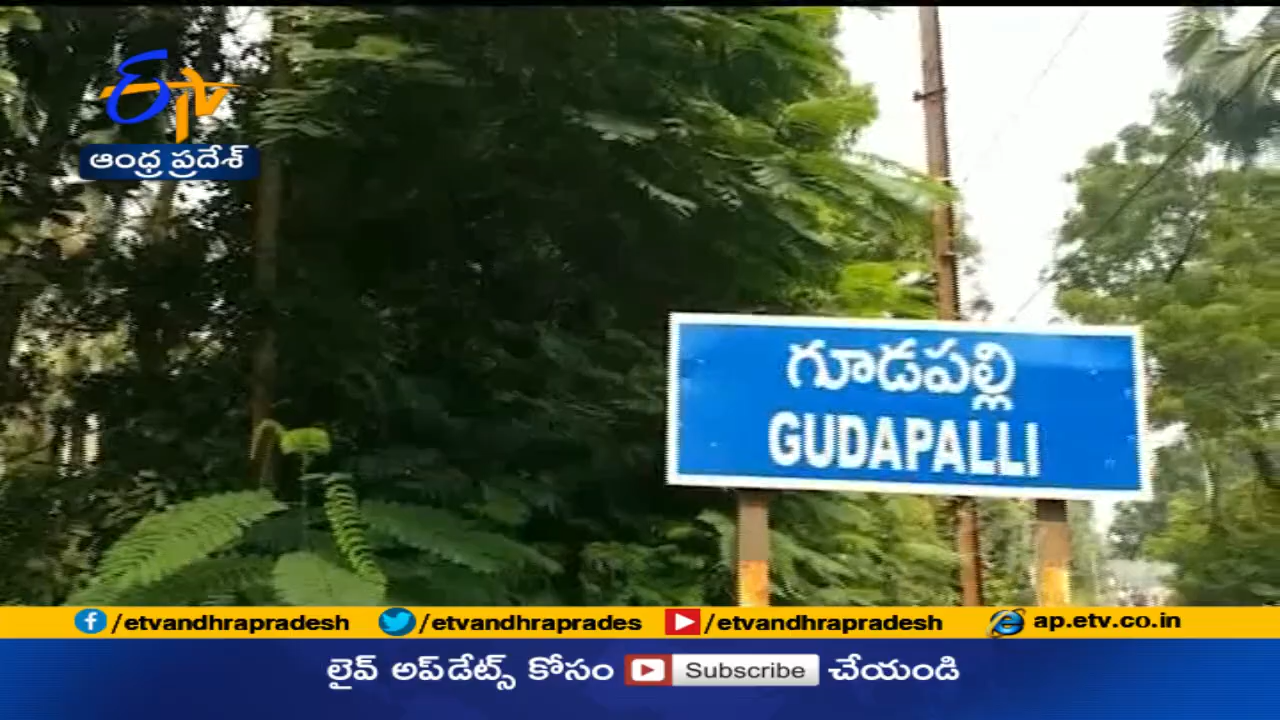 ETV
ఆంధ్ర ప్రదేశ్
గూడపల్లి
GUDAPALLI
/etvandhrapradesh /etvandhraprades /etvandhrapradesh ap.etv.co.in
లైవ్ అప్‌డేట్స్ కోసం Subscribe చేయండి